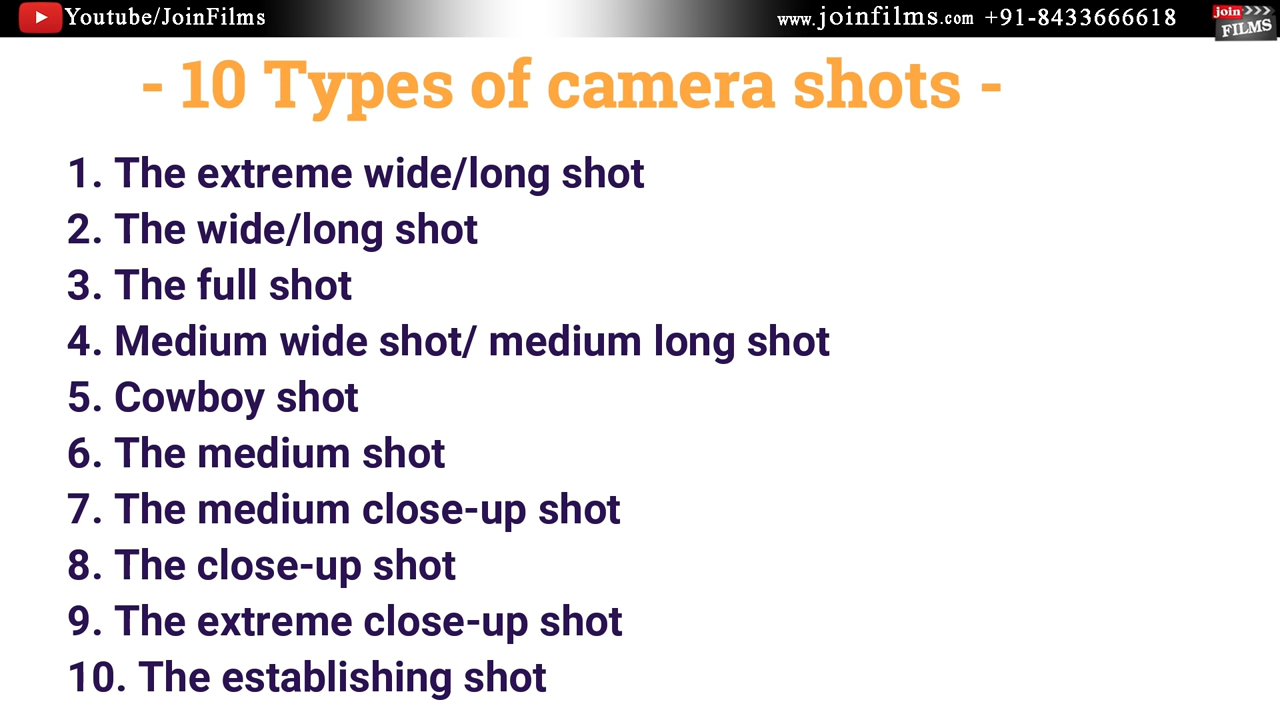 Youtube/JoinFilms
www.joinfilms.com +91-8433666618
join
FILMS
- 10 Types of camera shots -
1. The extreme wide/long shot
2. The wide/long shot
3. The full shot
4. Medium wide shot/ medium long shot
5. Cowboy shot
6. The medium shot
7. The medium close-up shot
8. The close-up shot
9. The extreme close-up shot
10. The establishing shot